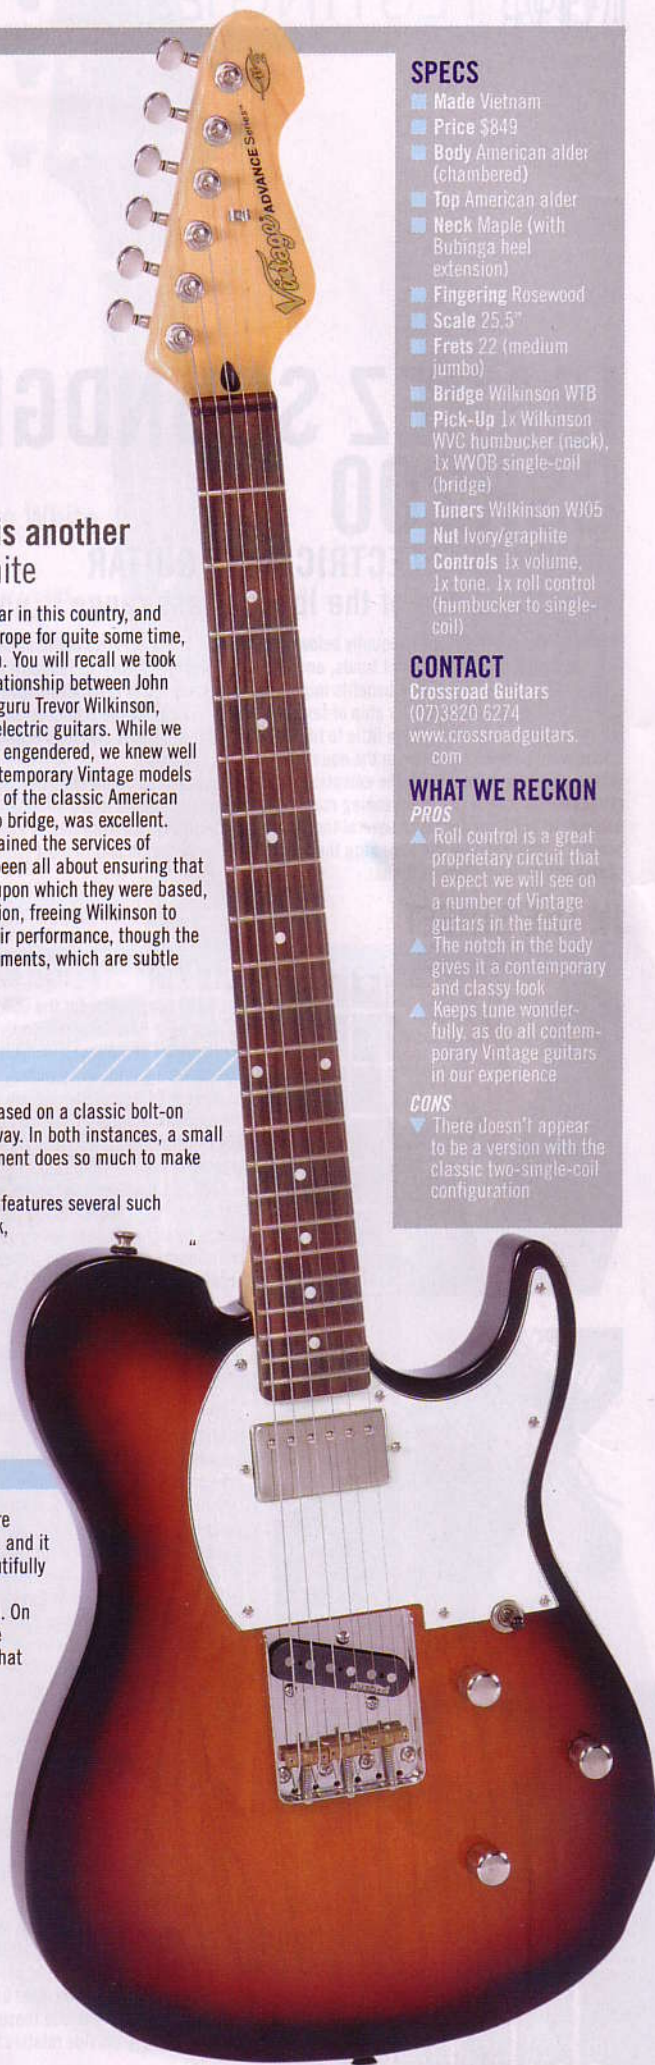 Vintage ADVANCE Series™
is another
ite
ar in this country, and
rope for quite some time,
. You will recall we took
ationship between John
guru Trevor Wilkinson,
electric guitars. While we
engendered, we knew well
temporary Vintage models
of the classic American
o bridge, was excellent.
ained the services of
been all about ensuring that
upon which they were based,
ion, freeing Wilkinson to
ir performance, though the
ments, which are subtle
ased on a classic bolt-on
way. In both instances, a small
ment does so much to make
features several such
k,
"
re
and it
tifully
. On
e
hat
SPECS
Made Vietnam
Price $849
Body American alder
(chambered)
Top American alder
Neck Maple (with
Bubinga heel
extension)
Fingering Rosewood
Scale 25.5"
Frets 22 (medium
jumbo)
Bridge Wilkinson WTB
Pick-Up 1x Wilkinson
WVC humbucker (neck),
1x WVOB single-coil
(bridge)
Tuners Wilkinson WJ05
Nut Ivory/graphite
Controls 1x volume,
1x tone, 1x roll control
(humbucker to single-
coil)
CONTACT
Crossroad Guitars
(07)3820 6274
www.crossroadguitars.
com
WHAT WE RECKON
PROS
Roll control is a great
proprietary circuit that
I expect we will see on
a number of Vintage
guitars in the future
The notch in the body
gives it a contemporary
and classy look
Keeps tune wonder-
fully, as do all contem-
porary Vintage guitars
in our experience
CONS
There doesn't appear
to be a version with the
classic two-single-coil
configuration